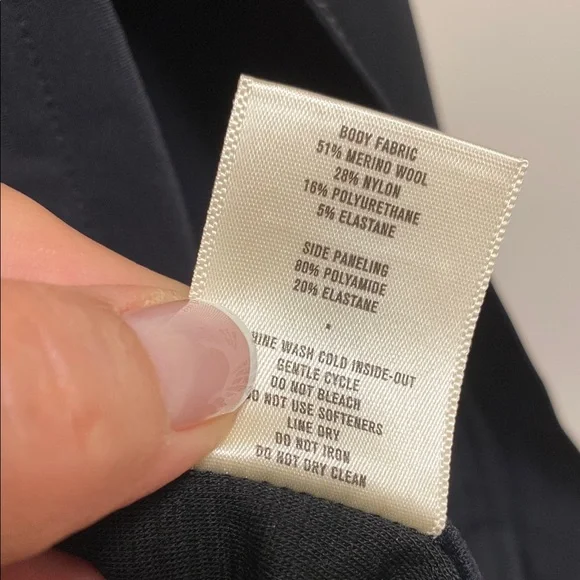 BODY FABRIC
51% MERINO WOOL
28% NYLON
16% POLYURETHANE
5% ELASTANE
SIDE PANELING
80% POLYAMIDE
20% ELASTANE
HINE WASH COLD INSIDE-OUT
GENTLE CYCLE
DO NOT BLEACH
DO NOT USE SOFTENERS
LINE DRY
DO NOT IRON
DO NOT DRY CLEAN